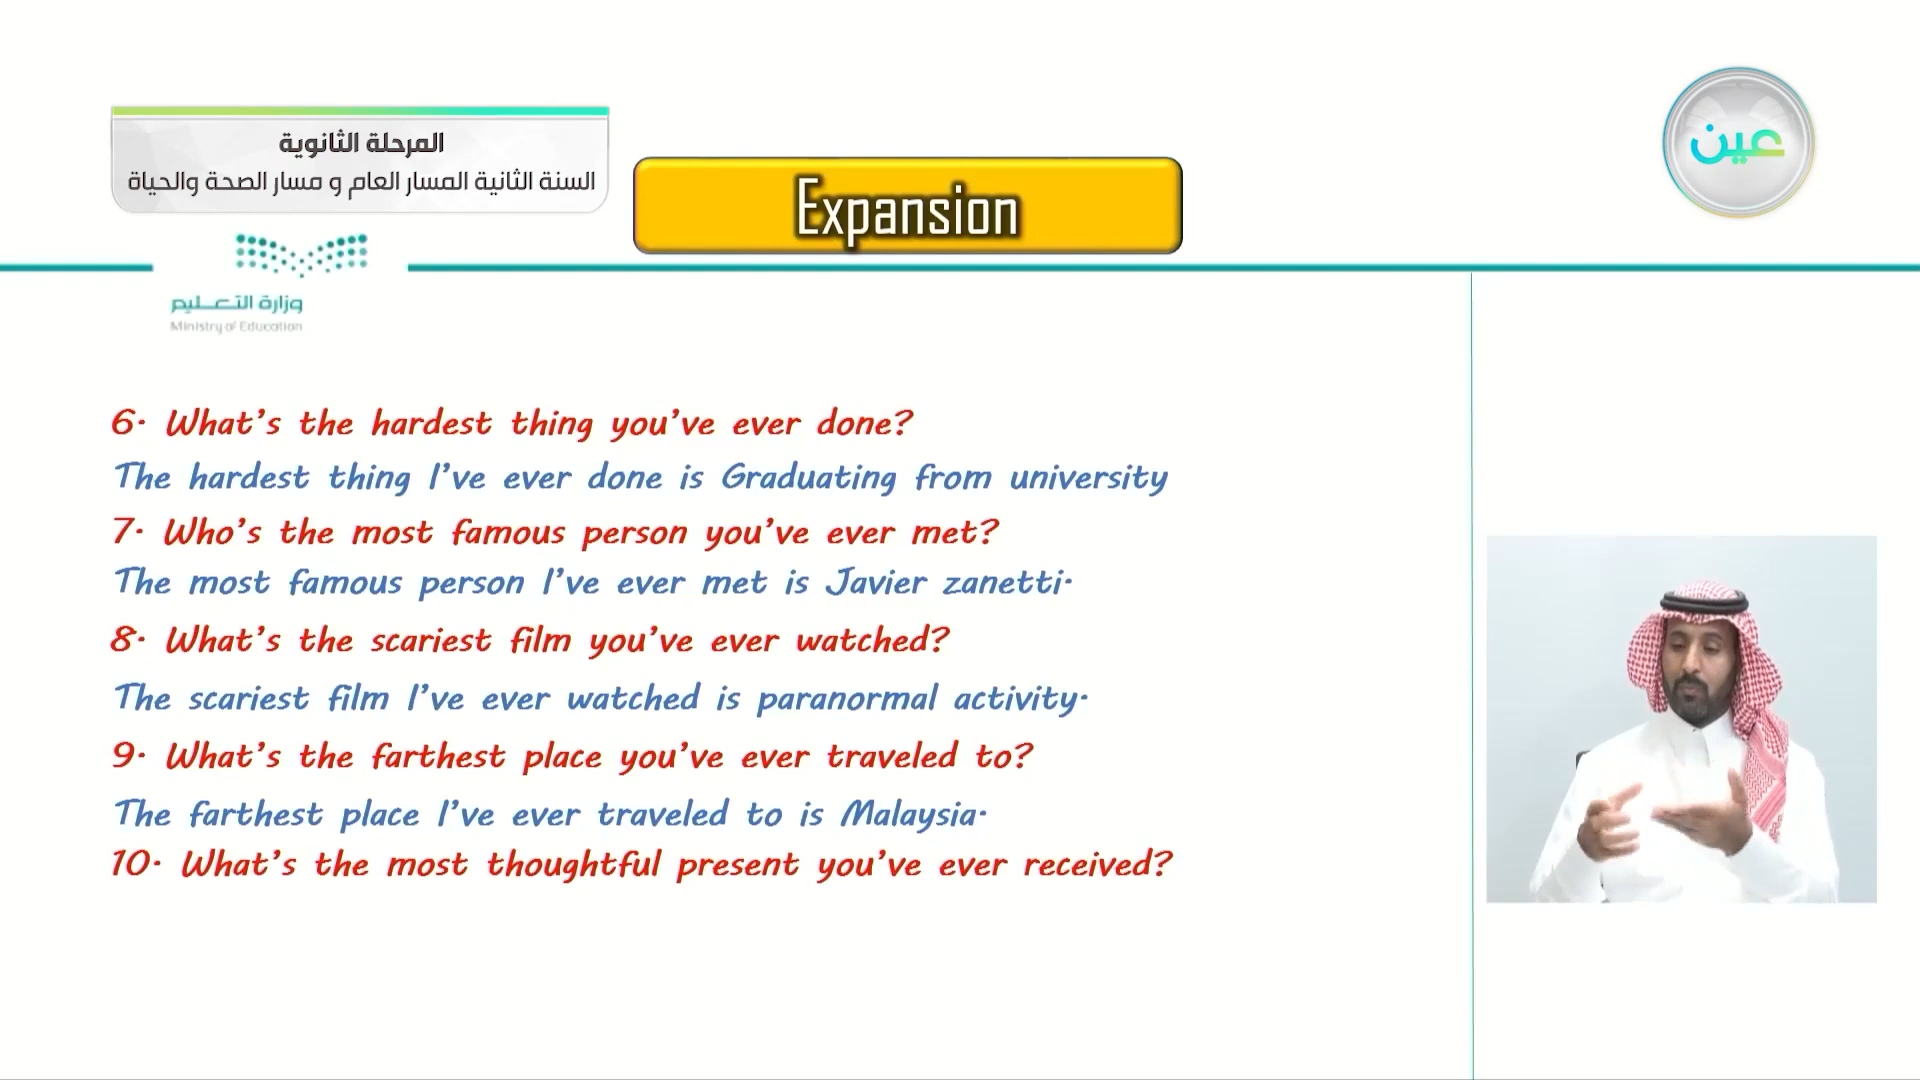 المرحلة الثانوية
السنة الثانية المسار العام و مسار الصحة والحياة
عين
Expansion
وزارة التعليم
Ministry of Education
6. What's the hardest thing you've ever done?
The hardest thing I've ever done is Graduating from university
7. Who's the most famous person you've ever met?
The most famous person I've ever met is Javier zanetti.
8. What's the scariest film you've ever watched?
The scariest film I've ever watched is paranormal activity.
9. What's the farthest place you've ever traveled to?
The farthest place I've ever traveled to is Malaysia.
10. What's the most thoughtful present you've ever received?